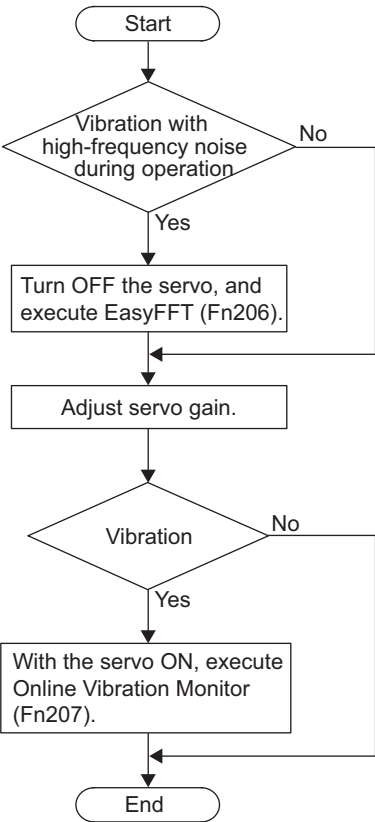 Start
Vibration with
high-frequency noise
during operation
No
Yes
Turn OFF the servo, and
execute EasyFFT (Fn206).
Adjust servo gain.
Vibration
No
Yes
With the servo ON, execute
Online Vibration Monitor
(Fn207).
End